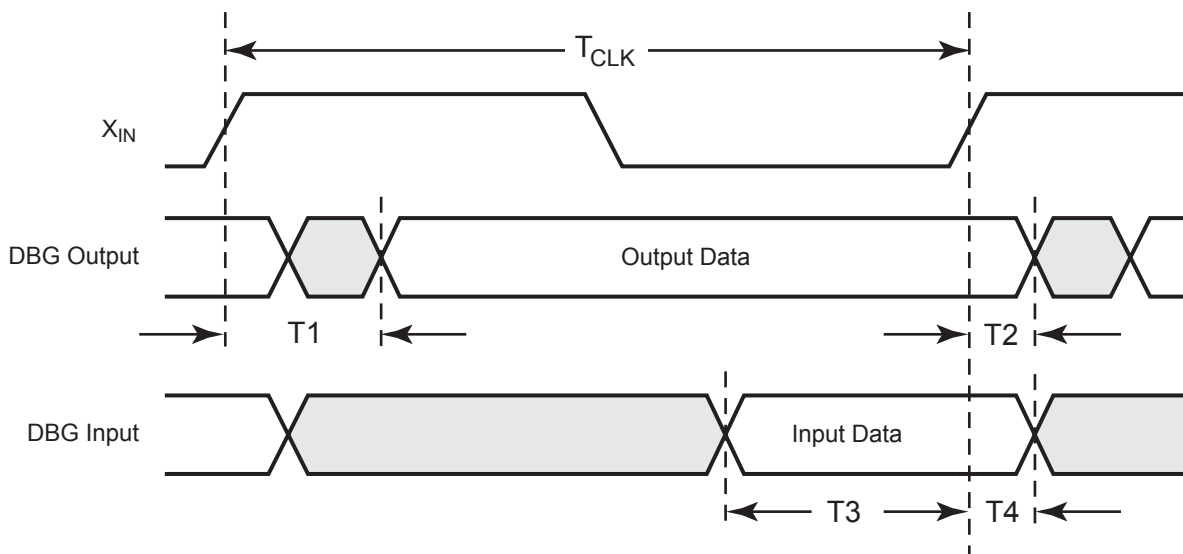 TCLK
XIN
DBG Output
Output Data
T1
T2
DBG Input
Input Data
T3
T4